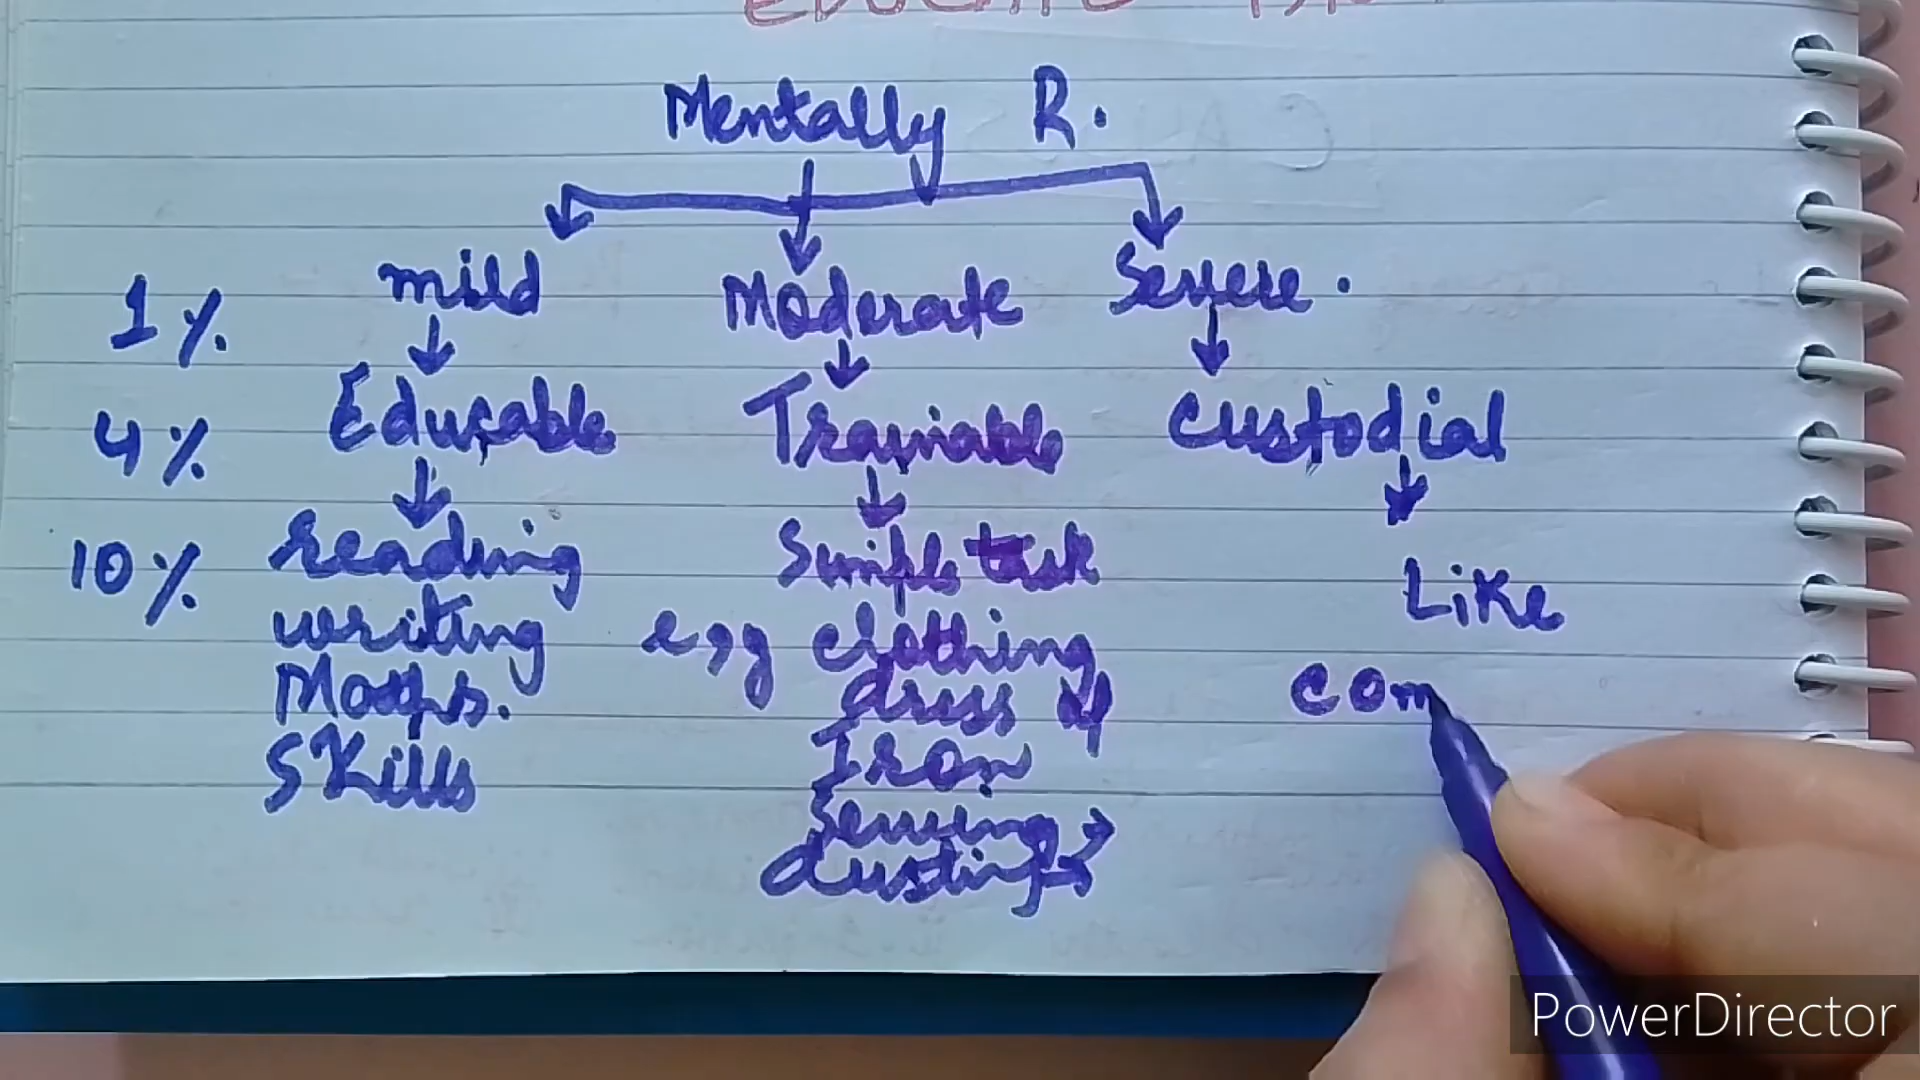 Mentally R.
mild Moderate Severe.
1%
Educable Trainable Custodial
4%
reading Simple task Like
10%
writing e,g clothing
Maths. dress up com
Skills Iron
Sewing
dusting
PowerDirector